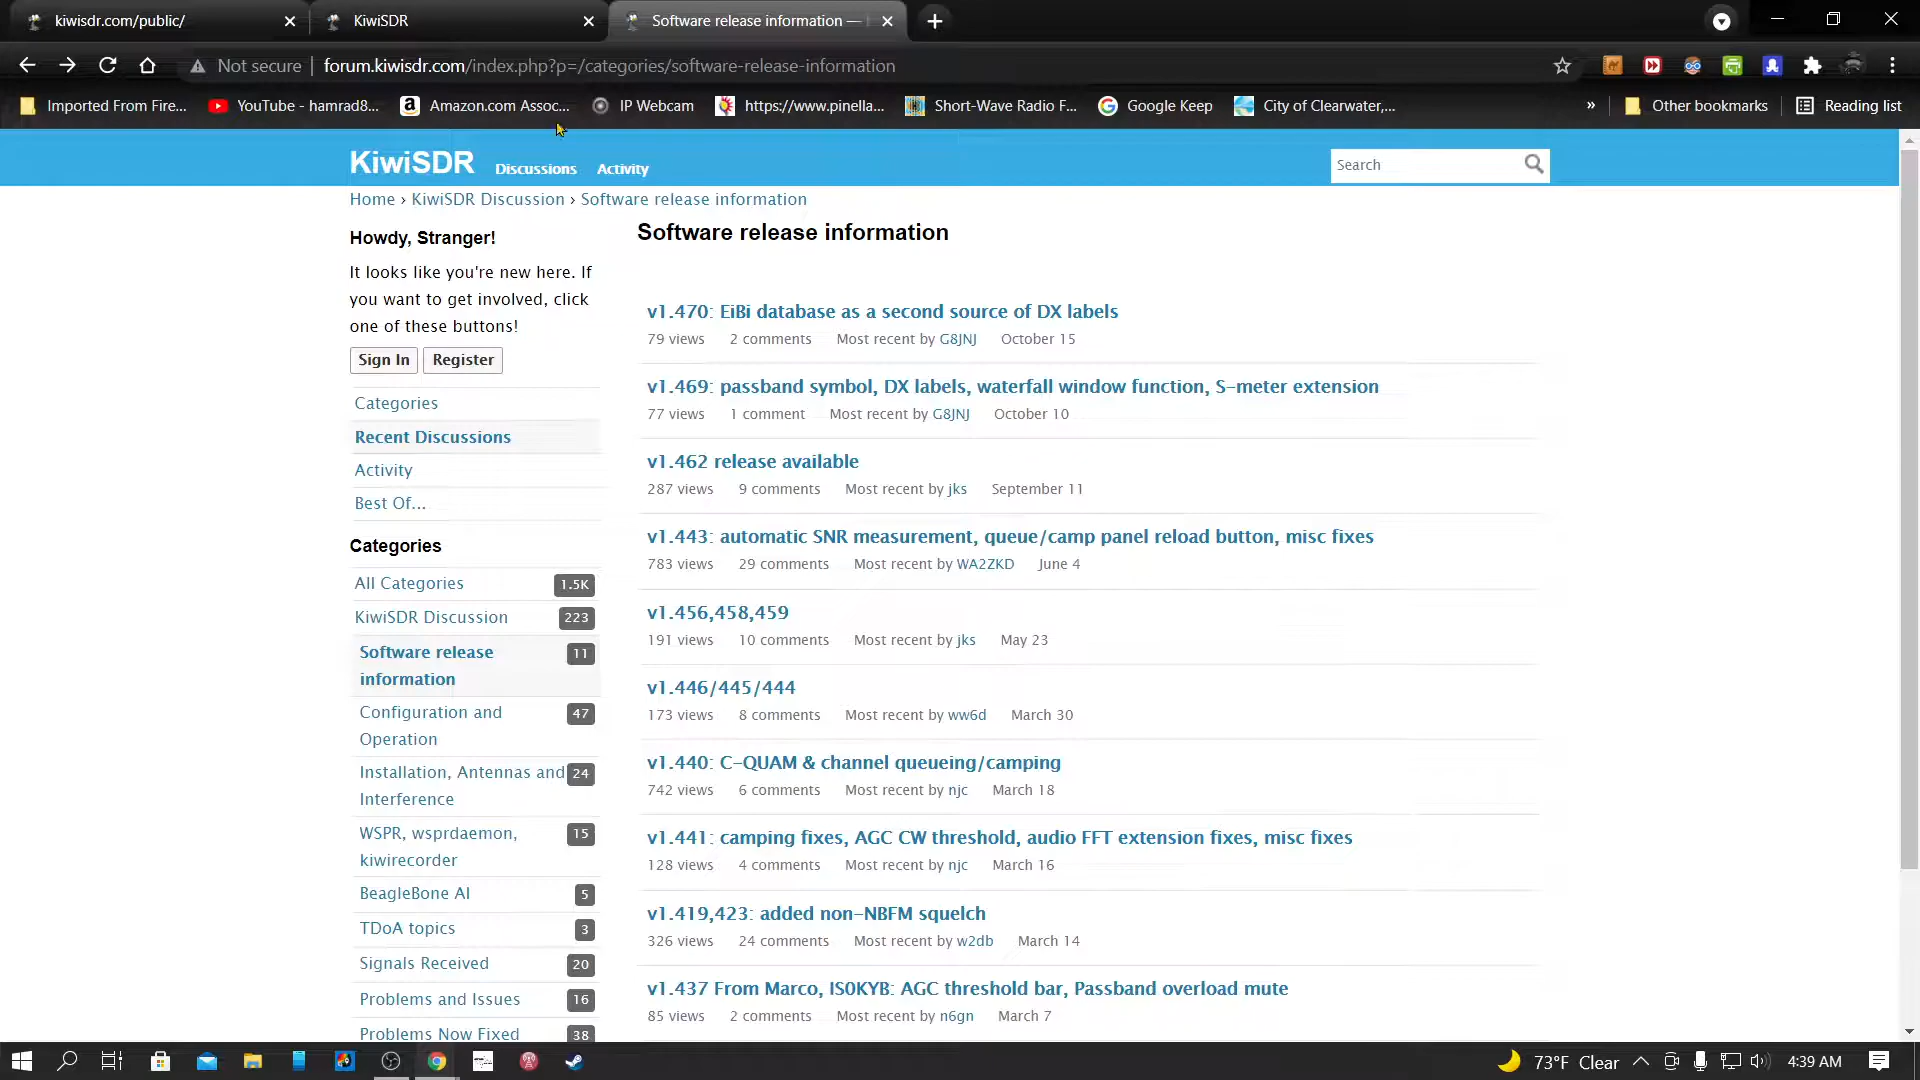 kiwisdr.com/public/
KiwiSDR
Software release information —
Not secure
forum.kiwisdr.com/index.php?p=/categories/software-release-information
Imported From Fire...
YouTube - hamrad8...
Amazon.com Assoc...
IP Webcam
https://www.pinella...
Short-Wave Radio F...
Google Keep
City of Clearwater,...
»
Other bookmarks
Reading list
KiwiSDR
Discussions
Activity
Search
Home › KiwiSDR Discussion › Software release information
Howdy, Stranger!
It looks like you're new here. If
you want to get involved, click
one of these buttons!
Sign In
Register
Categories
Recent Discussions
Activity
Best Of...
Categories
All Categories 1.5K
KiwiSDR Discussion 223
Software release 11
information
Configuration and 47
Operation
Installation, Antennas and 24
Interference
WSPR, wsprdaemon, 15
kiwirecorder
BeagleBone AI 5
TDoA topics 3
Signals Received 20
Problems and Issues 16
Problems Now Fixed 38
Software release information
v1.470: EiBi database as a second source of DX labels
79 views 2 comments Most recent by G8JNJ October 15
v1.469: passband symbol, DX labels, waterfall window function, S-meter extension
77 views 1 comment Most recent by G8JNJ October 10
v1.462 release available
287 views 9 comments Most recent by jks September 11
v1.443: automatic SNR measurement, queue/camp panel reload button, misc fixes
783 views 29 comments Most recent by WA2ZKD June 4
v1.456,458,459
191 views 10 comments Most recent by jks May 23
v1.446/445/444
173 views 8 comments Most recent by ww6d March 30
v1.440: C-QUAM & channel queueing/camping
742 views 6 comments Most recent by njc March 18
v1.441: camping fixes, AGC CW threshold, audio FFT extension fixes, misc fixes
128 views 4 comments Most recent by njc March 16
v1.419,423: added non-NBFM squelch
326 views 24 comments Most recent by w2db March 14
v1.437 From Marco, IS0KYB: AGC threshold bar, Passband overload mute
85 views 2 comments Most recent by n6gn March 7
73°F Clear
4:39 AM